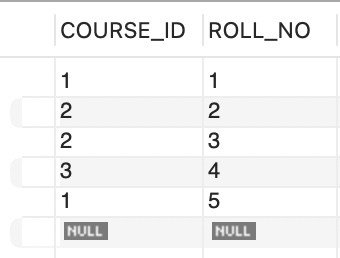 COURSE_ID ROLL_NO
1 1
2 2
2 3
3 4
1 5
NULL NULL